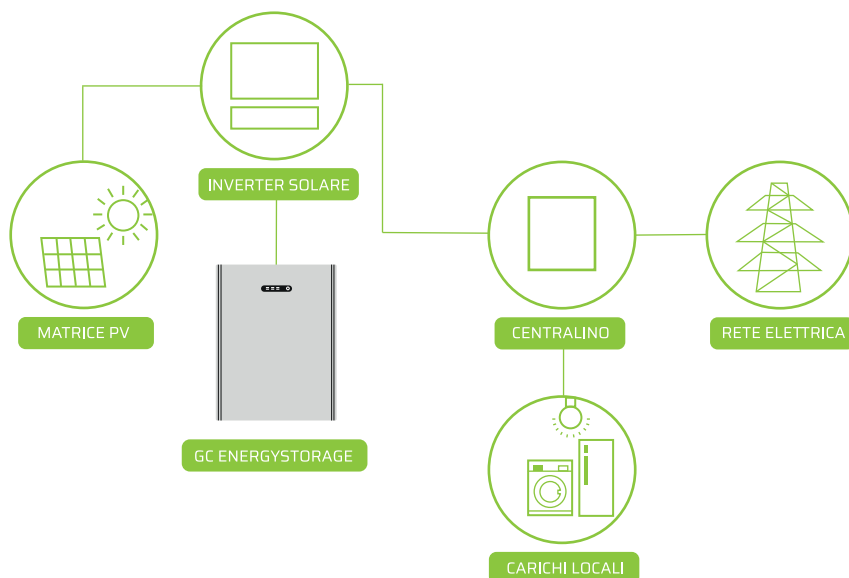 INVERTER SOLARE
MATRICE PV
CENTRALINO
RETE ELETTRICA
GC ENERGYSTORAGE
CARICHI LOCALI